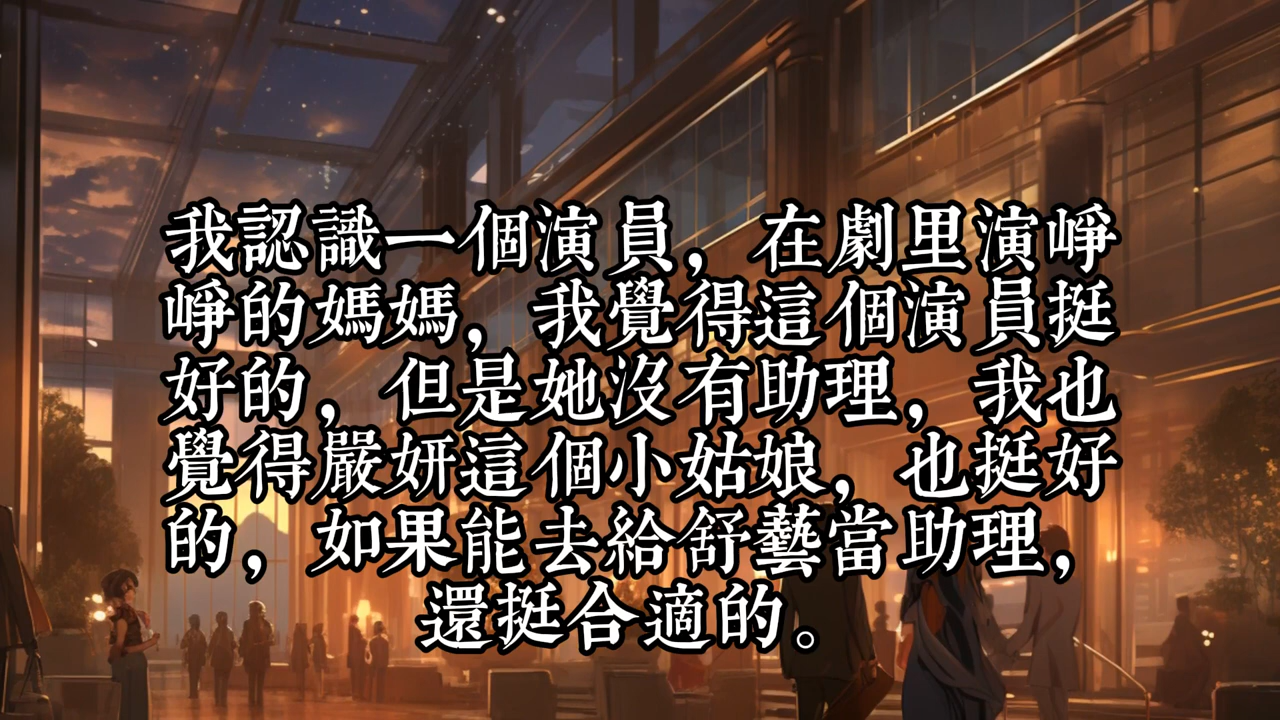 我認識一個演員，在劇里演崢
崢的媽媽，我覺得這個演員挺
好的，但是她沒有助理，我也
覺得嚴妍這個小姑娘，也挺好
的，如果能去給舒藝當助理，
還挺合適的。